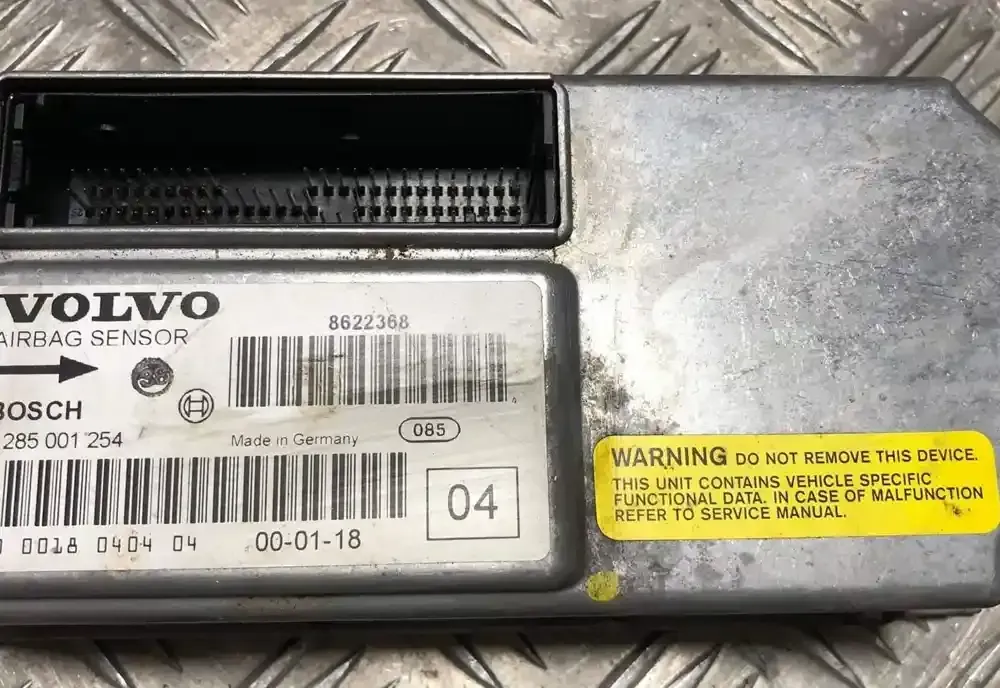 VOLVO
AIRBAG SENSOR
8622368
BOSCH
285 001 254
Made in Germany
085
04
0018 0404 04
00-01-18
WARNING DO NOT REMOVE THIS DEVICE.
THIS UNIT CONTAINS VEHICLE SPECIFIC
FUNCTIONAL DATA. IN CASE OF MALFUNCTION
REFER TO SERVICE MANUAL.